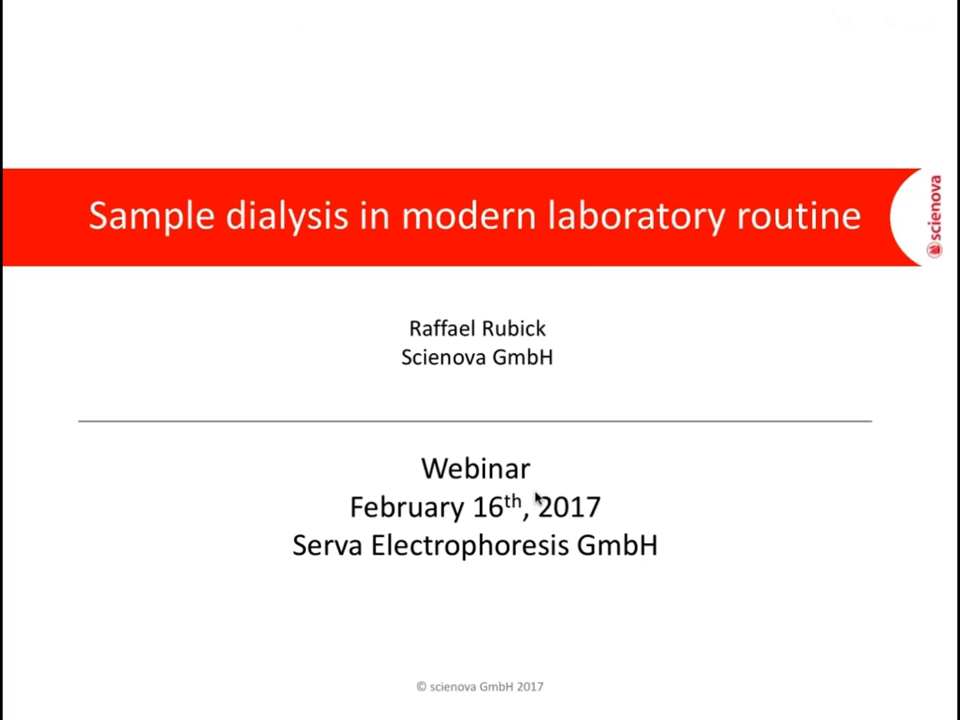 Sample dialysis in modern laboratory routine
scienova
Raffael Rubick
Scienova GmbH
Webinar
February 16th, 2017
Serva Electrophoresis GmbH
© scienova GmbH 2017